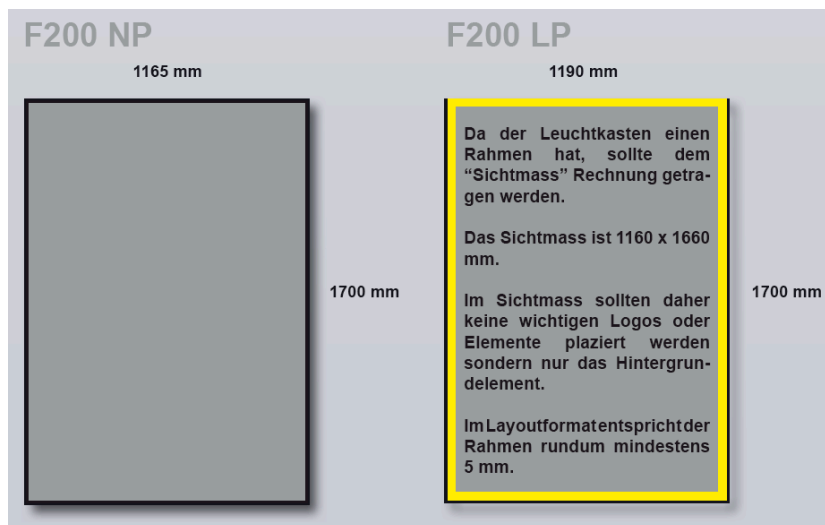 F200 NP
1165 mm
1700 mm
F200 LP
1190 mm
Da der Leuchtkasten einen
Rahmen hat, sollte dem
“Sichtmass” Rechnung getra-
gen werden.
Das Sichtmass ist 1160 x 1660
mm.
Im Sichtmass sollten daher
keine wichtigen Logos oder
Elemente plaziert werden
sondern nur das Hintergrun-
delement.
Im Layoutformat entspricht der
Rahmen rundum mindestens
5 mm.
1700 mm